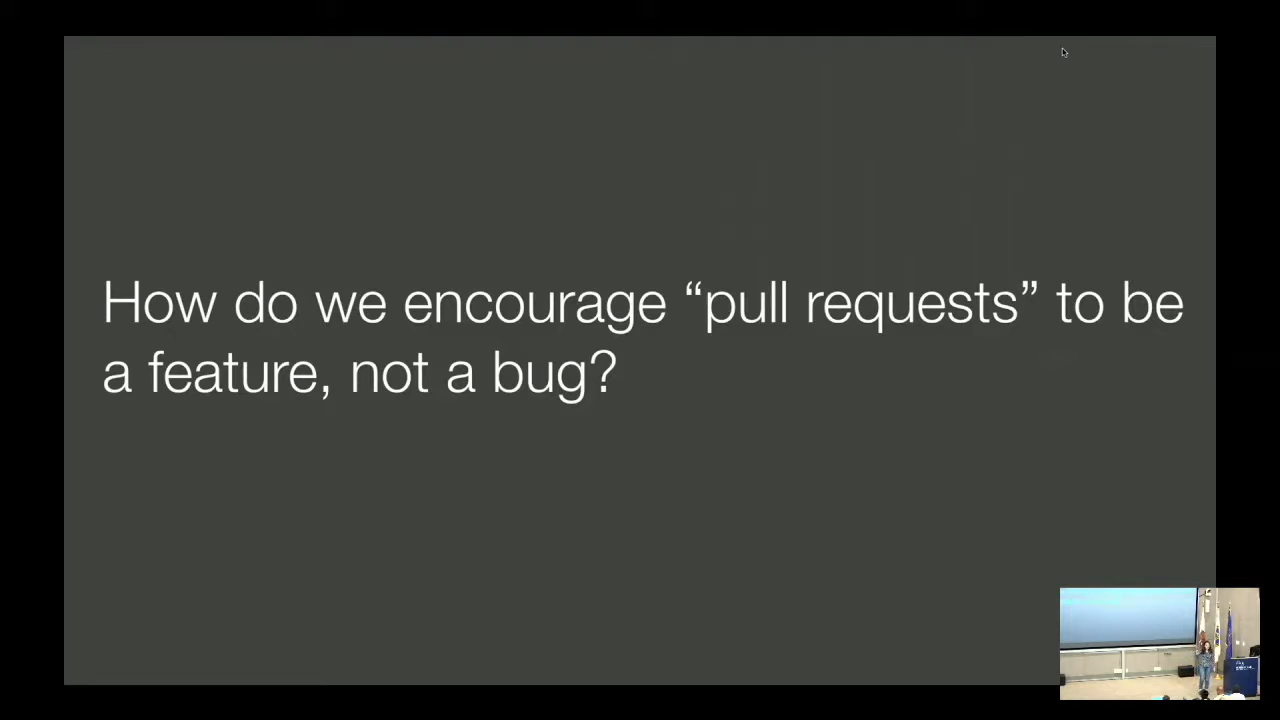 How do we encourage “pull requests” to be
a feature, not a bug?